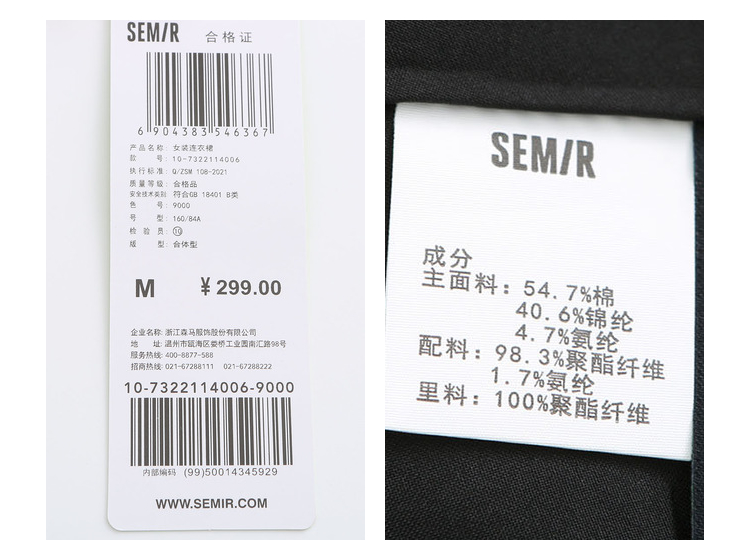 SEMIR 合格证
6 904383 546367
产品名称: 女装连衣裙
款 号: 10-7322114006
执行标准: Q/ZSM 108-2021
质量等级: 合格品
安全技术类别: 符合GB 18401 B类
色 号: 9000
号 型: 160/84A
检 验 员: 10
版 型: 合体型
M ¥299.00
企业名称: 浙江森马服饰股份有限公司
地 址: 温州市瓯海区娄桥工业园南汇路98号
服务热线: 400-8877-588
招商热线: 021-67288111 021-67288222
10-7322114006-9000
内部编码 (99)50014345929
WWW.SEMIR.COM
SEMIR
成分
主面料: 54.7%棉
40.6%锦纶
4.7%氨纶
配料: 98.3%聚酯纤维
1.7%氨纶
里料: 100%聚酯纤维